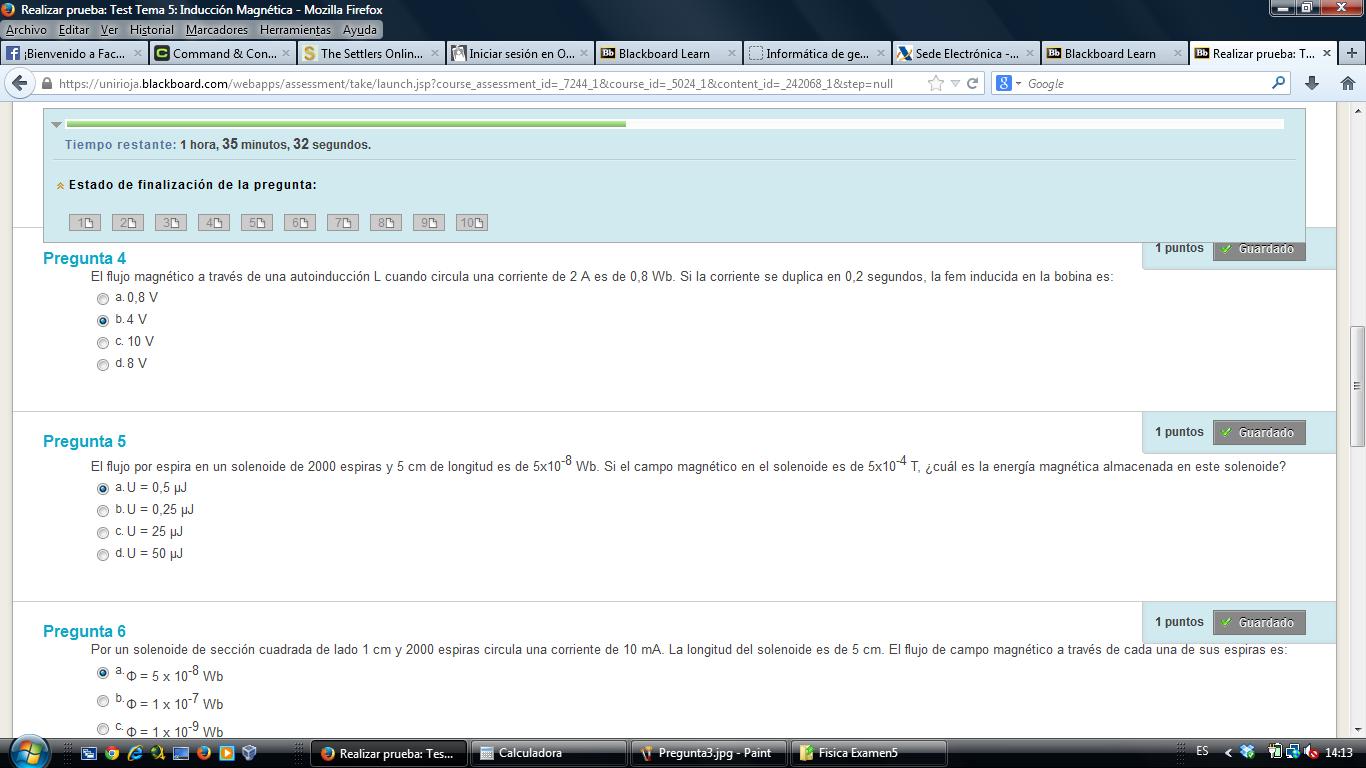 Realizar prueba: Test Tema 5: Inducción Magnética - Mozilla Firefox
Archivo Editar Ver Historial Marcadores Herramientas Ayuda
¡Bienvenido a Fac... Command & Con... The Settlers Onlin... Iniciar sesión en O... Blackboard Learn Informática de ge... Sede Electrónica -... Blackboard Learn Realizar prueba: T...
https://unirioja.blackboard.com/webapps/assessment/take/launch.jsp?course_assessment_id=_7244_1&course_id=_5024_1&content_id=_242068_1&step=null Google
Tiempo restante: 1 hora, 35 minutos, 32 segundos.
Estado de finalización de la pregunta:
1 2 3 4 5 6 7 8 9 10
1 puntos Guardado
Pregunta 4
El flujo magnético a través de una autoinducción L cuando circula una corriente de 2 A es de 0,8 Wb. Si la corriente se duplica en 0,2 segundos, la fem inducida en la bobina es:
a. 0,8 V
b. 4 V
c. 10 V
d. 8 V
1 puntos Guardado
Pregunta 5
El flujo por espira en un solenoide de 2000 espiras y 5 cm de longitud es de 5x10⁻⁸ Wb. Si el campo magnético en el solenoide es de 5x10⁻⁴ T, ¿cuál es la energía magnética almacenada en este solenoide?
a. U = 0,5 µJ
b. U = 0,25 µJ
c. U = 25 µJ
d. U = 50 µJ
1 puntos Guardado
Pregunta 6
Por un solenoide de sección cuadrada de lado 1 cm y 2000 espiras circula una corriente de 10 mA. La longitud del solenoide es de 5 cm. El flujo de campo magnético a través de cada una de sus espiras es:
a. Φ = 5 x 10⁻⁸ Wb
b. Φ = 1 x 10⁻⁷ Wb
c. Φ = 1 x 10⁻⁹ Wb
Realizar prueba: Tes... Calculadora Pregunta3.jpg - Paint Fisica Examen5 ES 14:13